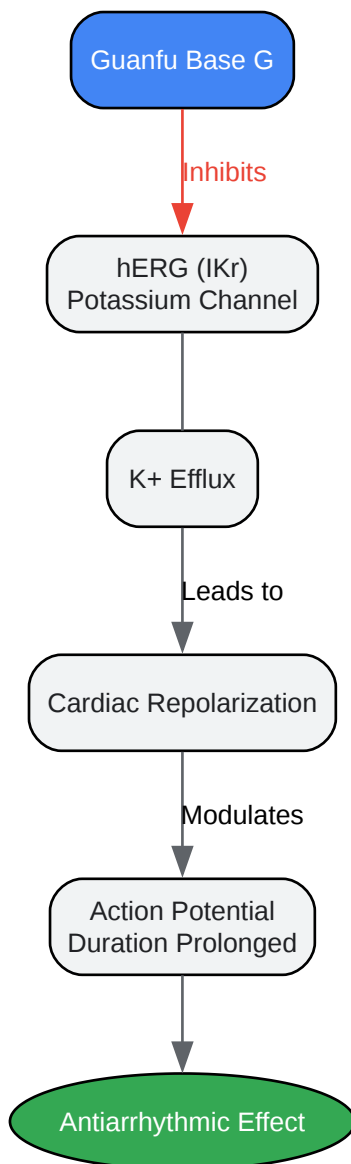 Guanfu Base G
Inhibits
hERG (IKr)
Potassium Channel
K+ Efflux
Leads to
Cardiac Repolarization
Modulates
Action Potential
Duration Prolonged
Antiarrhythmic Effect